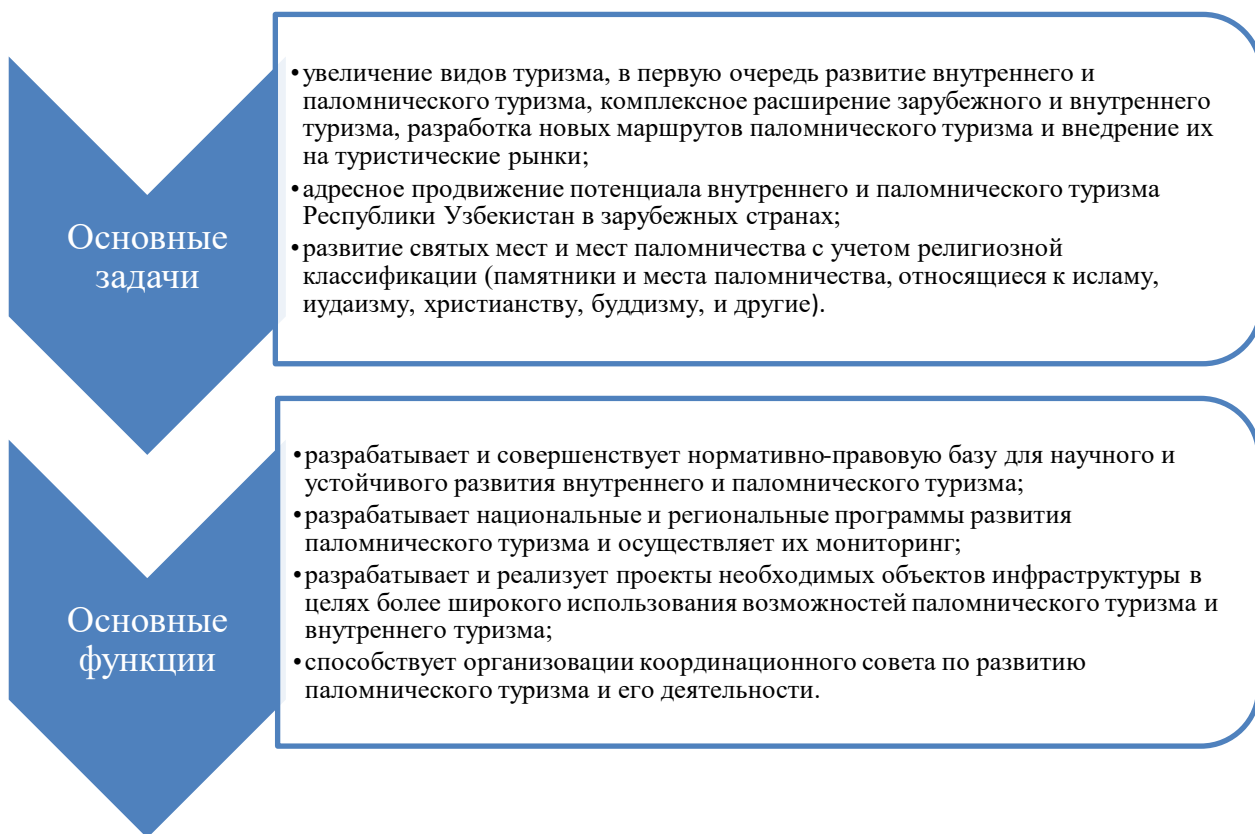 •увеличение видов туризма, в первую очередь развитие внутреннего и
паломнического туризма, комплексное расширение зарубежного и внутреннего
туризма, разработка новых маршрутов паломнического туризма и внедрение их
на туристические рынки;
•адресное продвижение потенциала внутреннего и паломнического туризма
Республики Узбекистан в зарубежных странах;
•развитие святых мест и мест паломничества с учетом религиозной
классификации (памятники и места паломничества, относящиеся к исламу,
иудаизму, христианству, буддизму, и другие).
Основные
задачи
•разрабатывает и совершенствует нормативно-правовую базу для научного и
устойчивого развития внутреннего и паломнического туризма;
•разрабатывает национальные и региональные программы развития
паломнического туризма и осуществляет их мониторинг;
•разрабатывает и реализует проекты необходимых объектов инфраструктуры в
целях более широкого использования возможностей паломнического туризма и
внутреннего туризма;
•способствует организовации координационного совета по развитию
паломнического туризма и его деятельности.
Основные
функции